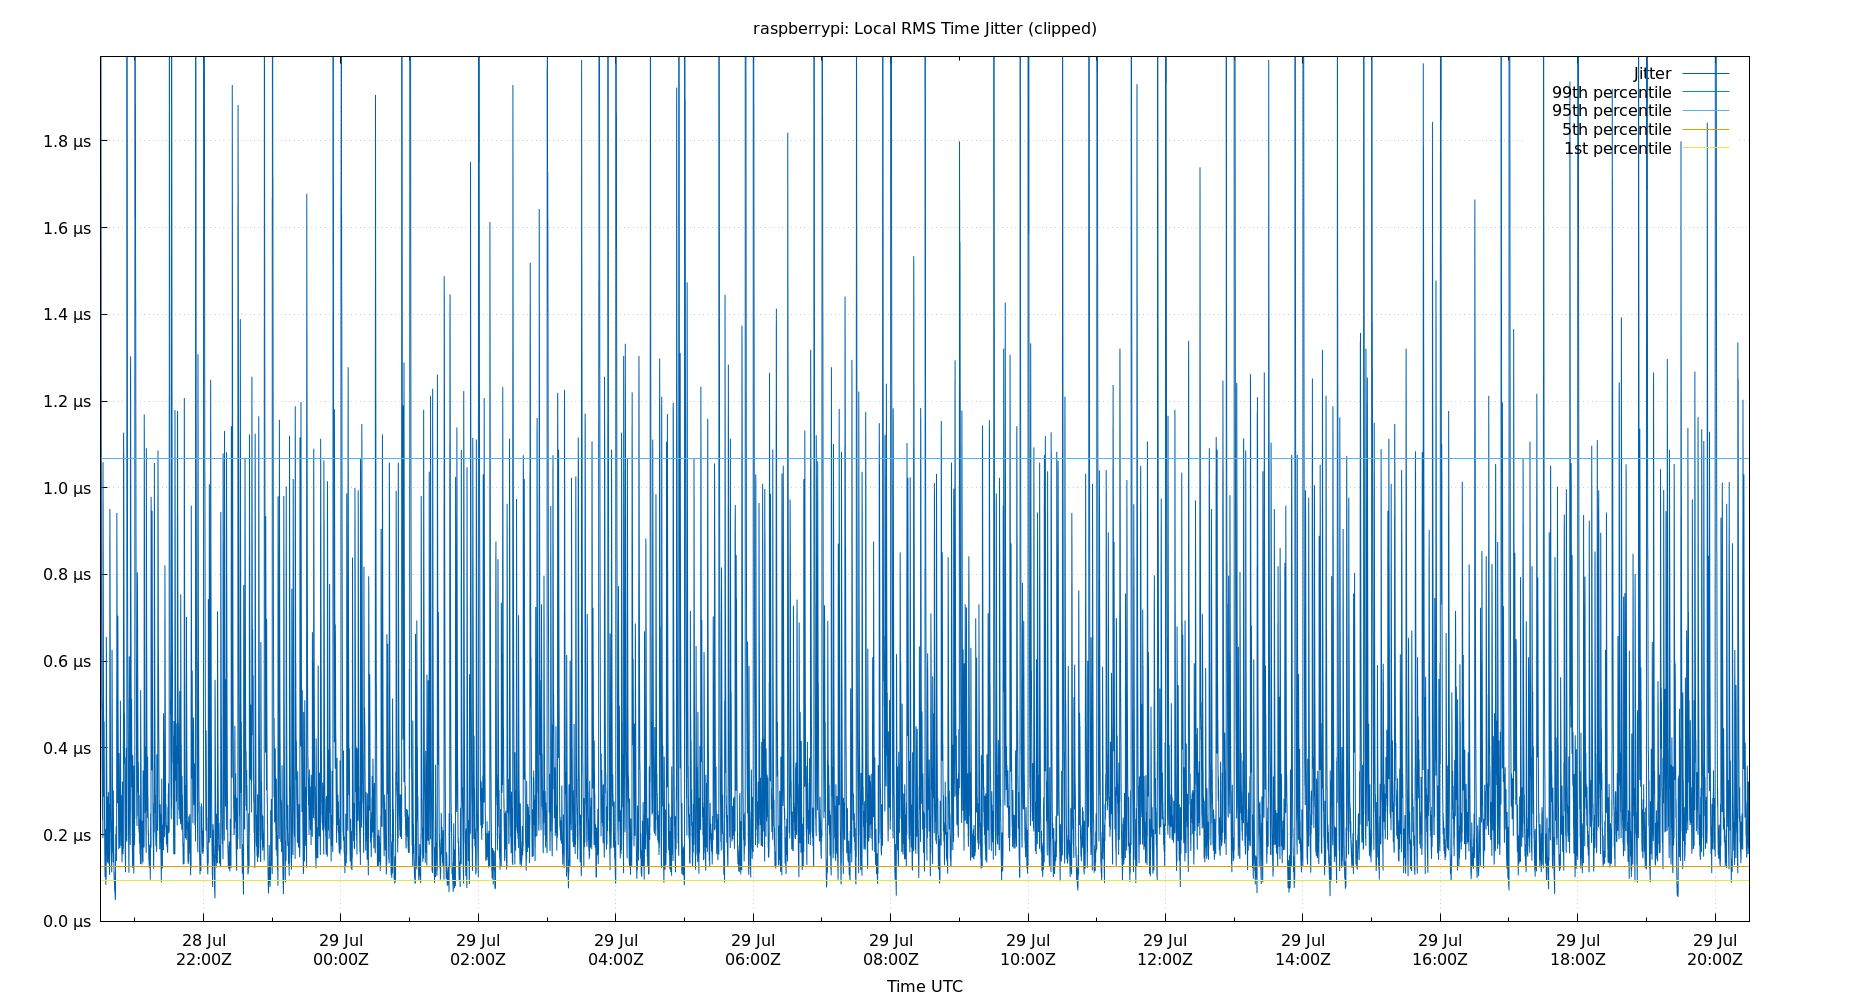 raspberrypi: Local RMS Time Jitter (clipped)
Jitter
99th percentile
95th percentile
5th percentile
1st percentile
1.8 µs
1.6 µs
1.4 µs
1.2 µs
1.0 µs
0.8 µs
0.6 µs
0.4 µs
0.2 µs
0.0 µs
28 Jul 29 Jul 29 Jul 29 Jul 29 Jul 29 Jul 29 Jul 29 Jul 29 Jul 29 Jul 29 Jul 29 Jul
22:00Z 00:00Z 02:00Z 04:00Z 06:00Z 08:00Z 10:00Z 12:00Z 14:00Z 16:00Z 18:00Z 20:00Z
Time UTC